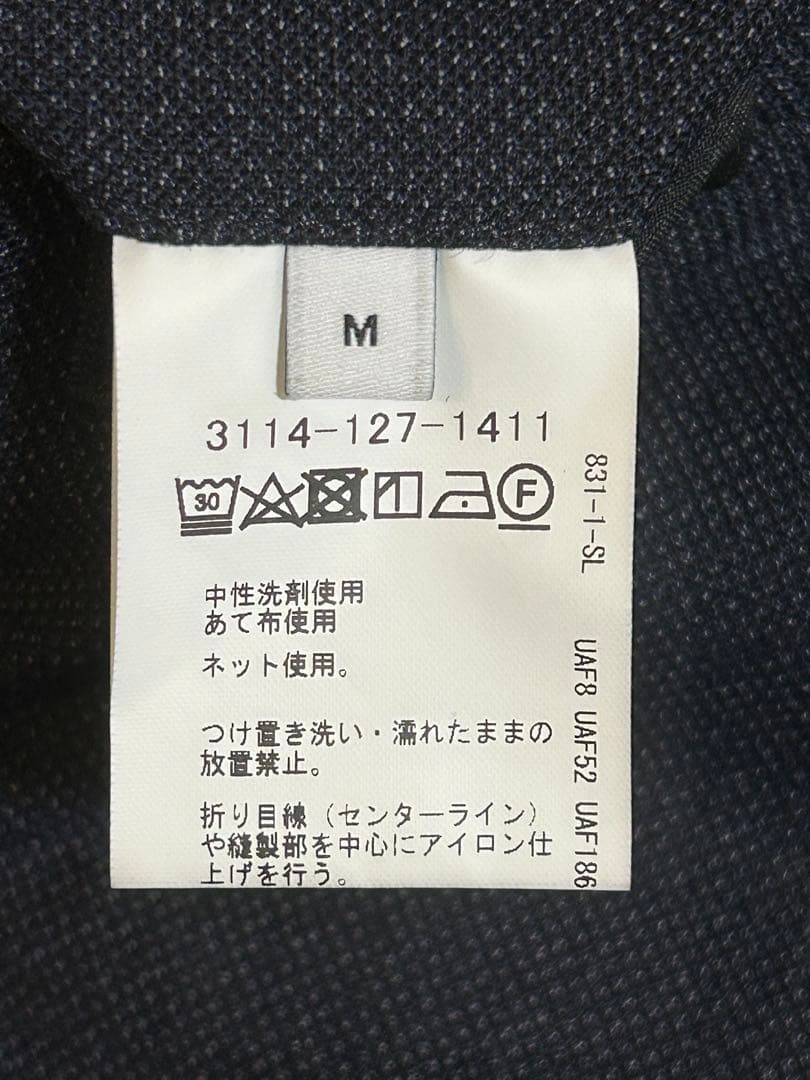 M
3114-127-1411
30
F
中性洗剤使用
あて布使用
ネット使用。
つけ置き洗い・濡れたままの
放置禁止。
折り目線（センターライン）
や縫製部を中心にアイロン仕
上げを行う。
831-1-SL UAF8 UAF52 UAF186